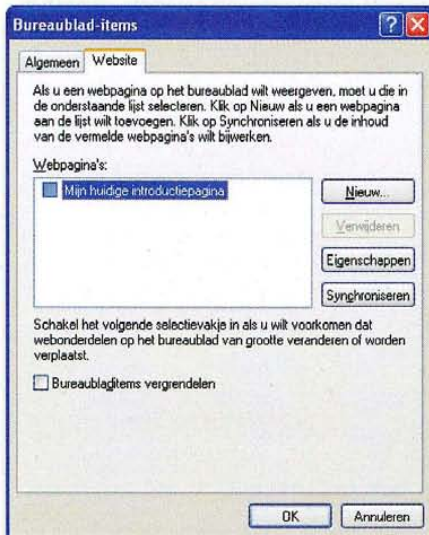 Bureaublad-items
Algemeen
Website
Als u een webpagina op het bureaublad wilt weergeven, moet u die in
de onderstaande lijst selecteren. Klik op Nieuw als u een webpagina
aan de lijst wilt toevoegen. Klik op Synchroniseren als u de inhoud
van de vermelde webpagina's wilt bijwerken.
Webpagina's:
Mijn huidige introductiepagina
Nieuw...
Verwijderen
Eigenschappen
Synchroniseren
Schakel het volgende selectievakje in als u wilt voorkomen dat
webonderdelen op het bureaublad van grootte veranderen of worden
verplaatst.
Bureaubladitems vergrendelen
OK
Annuleren